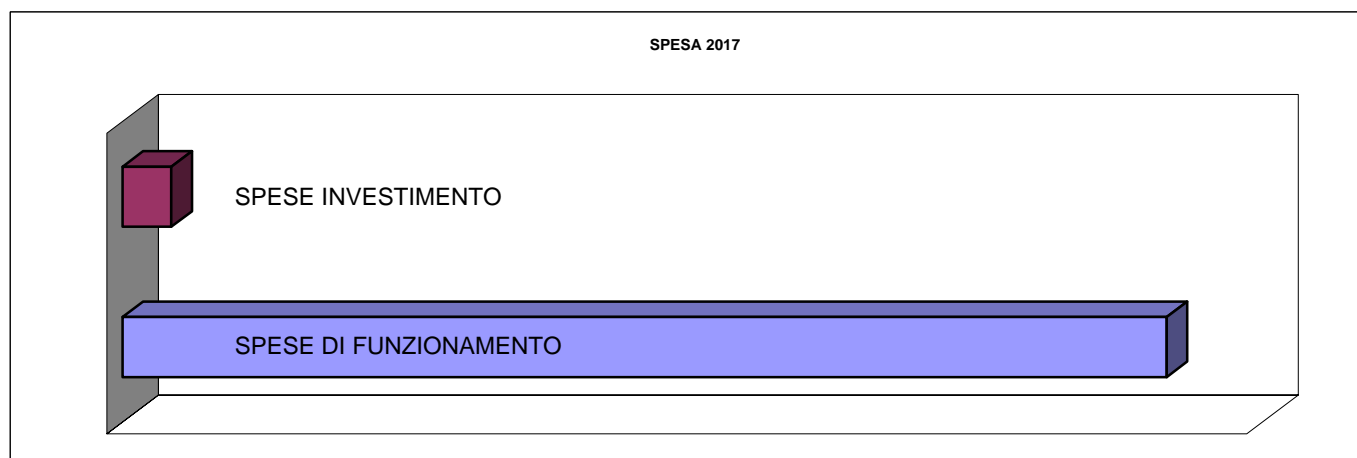 SPESA 2017
SPESE INVESTIMENTO
SPESE DI FUNZIONAMENTO